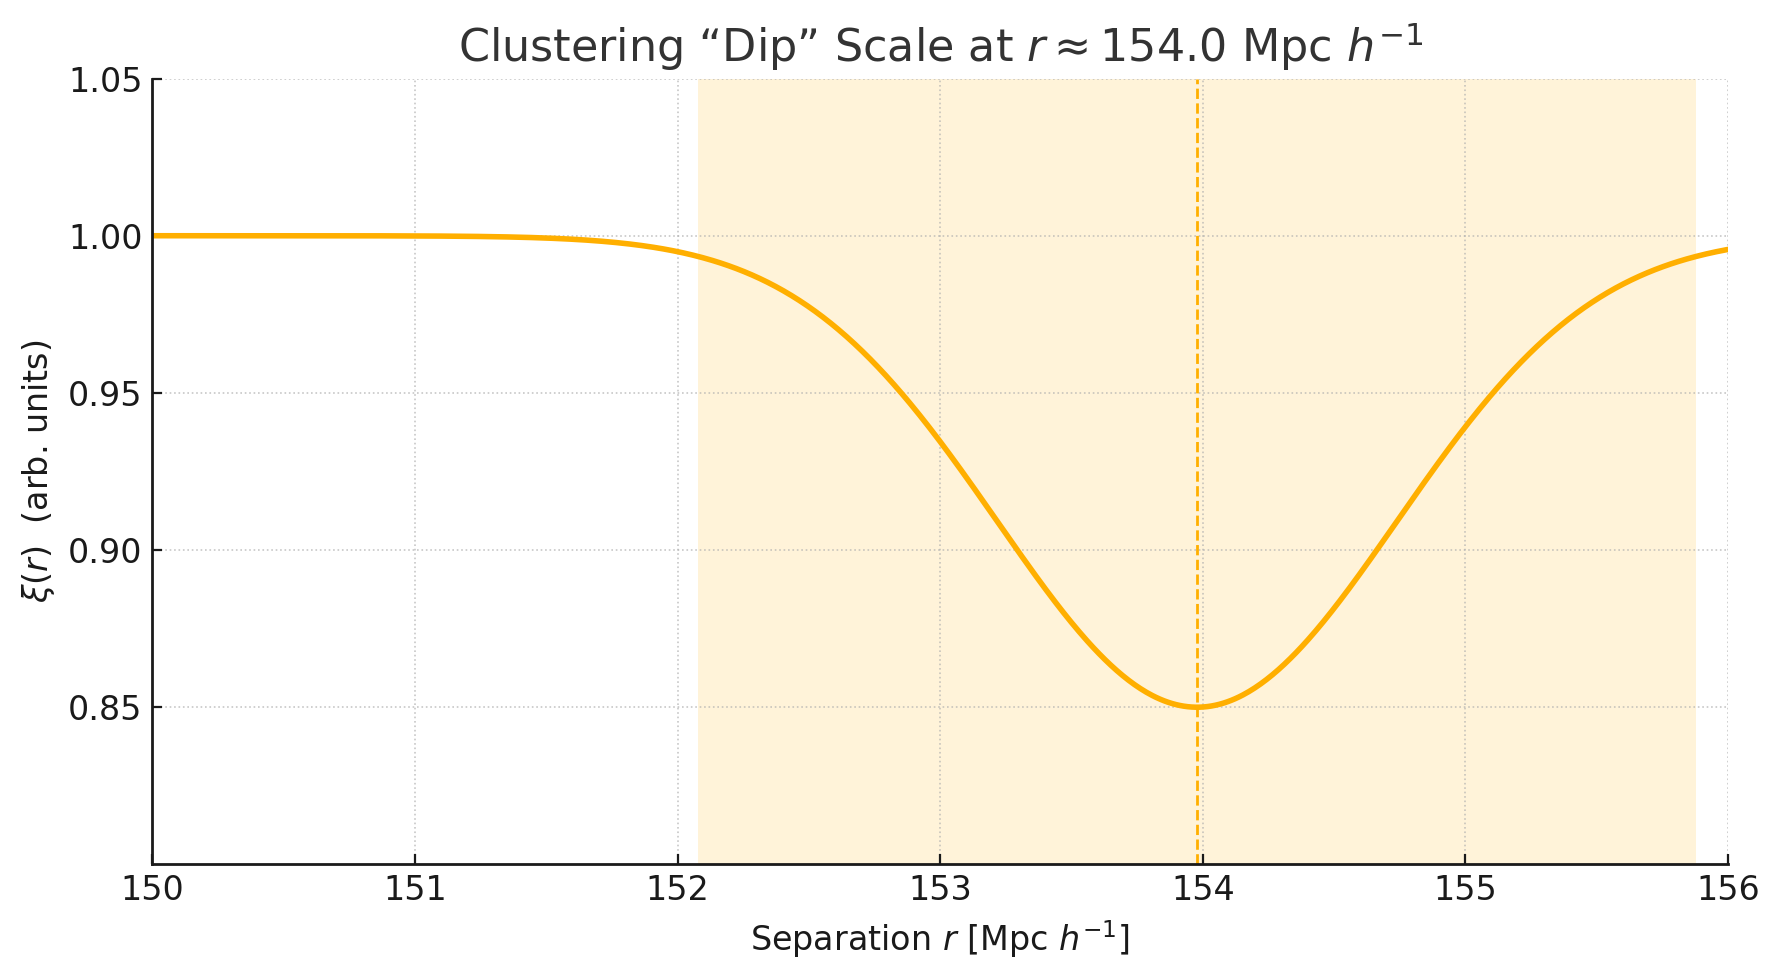 Clustering “Dip” Scale at r ≈ 154.0 Mpc h⁻¹
1.05
1.00
0.95
0.90
0.85
ξ(r) (arb. units)
150 151 152 153 154 155 156
Separation r [Mpc h⁻¹]